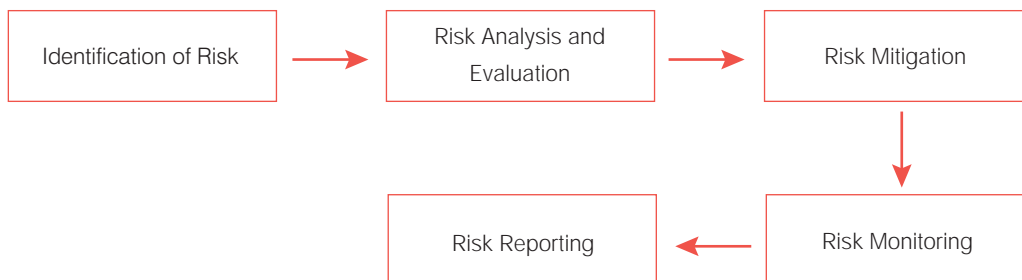 Identification of Risk
Risk Analysis and
Evaluation
Risk Mitigation
Risk Monitoring
Risk Reporting